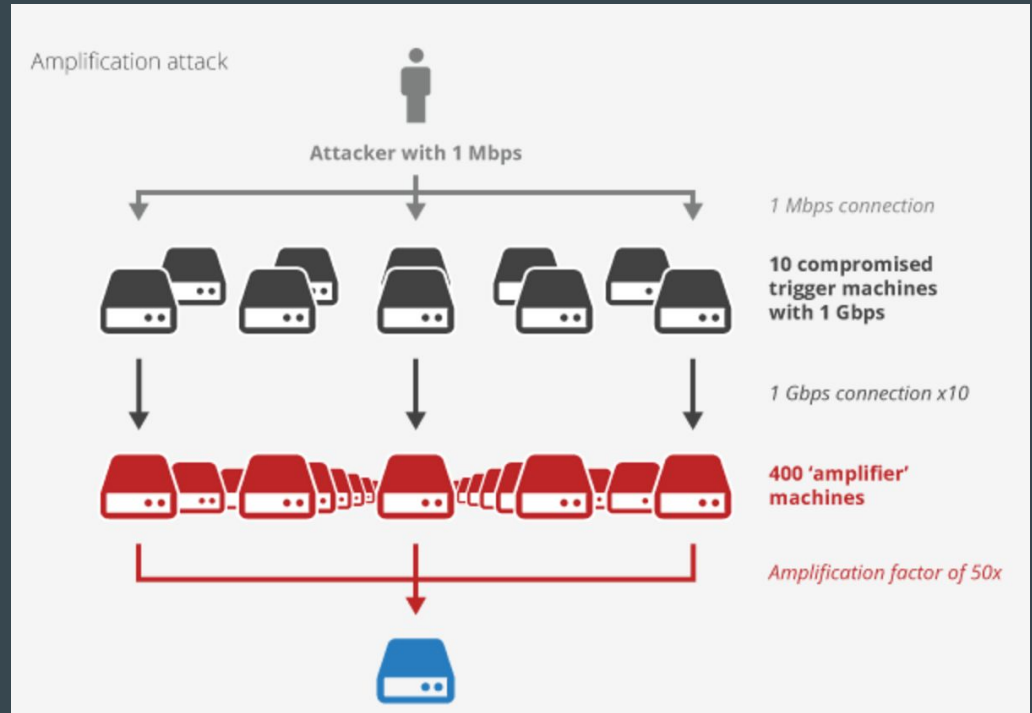 Amplification attack
Attacker with 1 Mbps
1 Mbps connection
10 compromised
trigger machines
with 1 Gbps
1 Gbps connection x10
400 ‘amplifier’
machines
Amplification factor of 50x